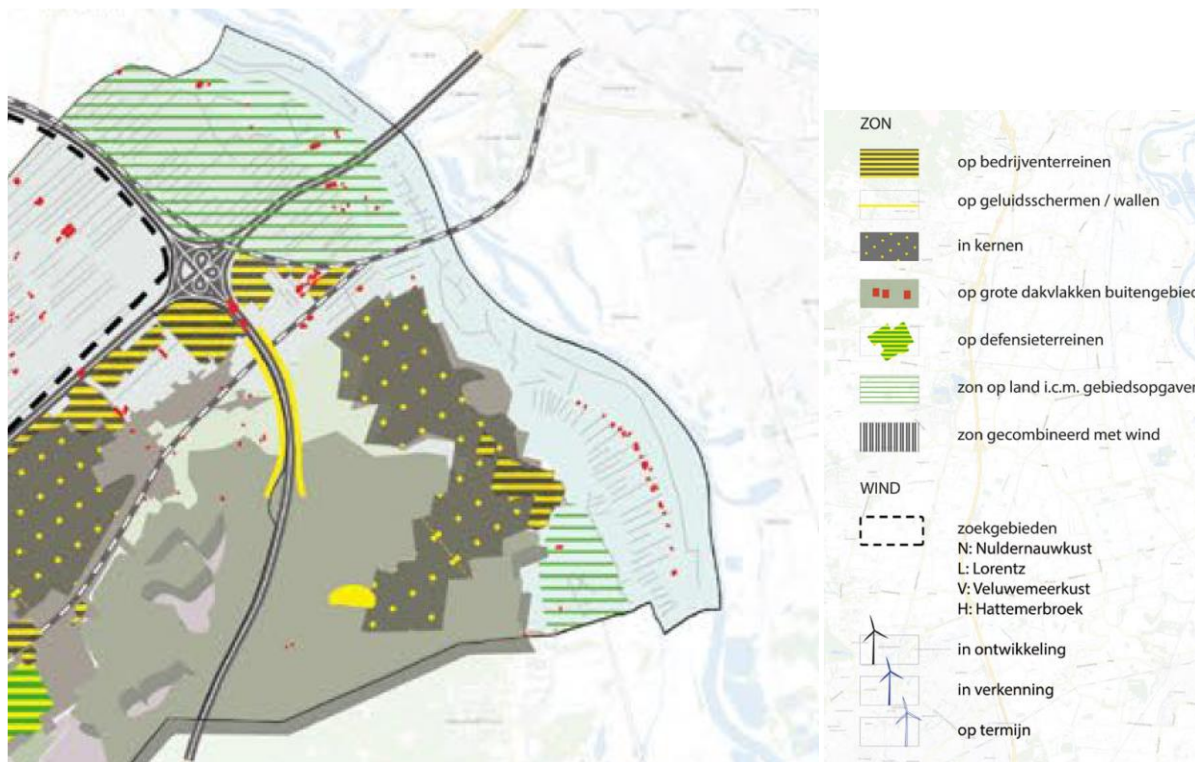 ZON
op bedrijventerreinen
op geluidsschermen / wallen
in kernen
op grote dakvlakken buitengebied
op defensieterreinen
zon op land i.c.m. gebiedsopgaven
zon gecombineerd met wind
WIND
zoekgebieden
N: Nuldernauwkust
L: Lorentz
V: Veluwemeerkust
H: Hattemerbroek
in ontwikkeling
in verkenning
op termijn